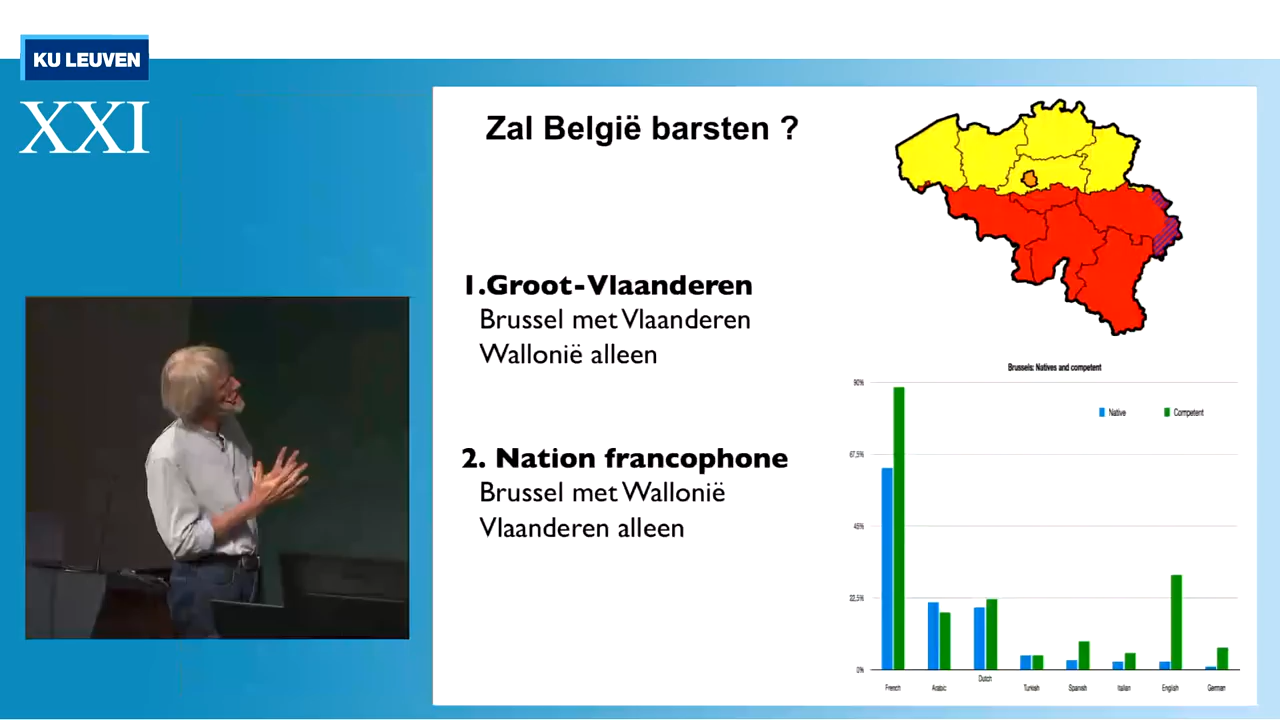 KU LEUVEN
XXI
Zal België barsten ?
1.Groot-Vlaanderen
Brussel met Vlaanderen
Wallonië alleen
2. Nation francophone
Brussel met Wallonië
Vlaanderen alleen
Brussels: Natives and competent
90%
Native
Competent
67,5%
45%
22,5%
0%
French
Arabic
Dutch
Turkish
Spanish
Italian
English
German